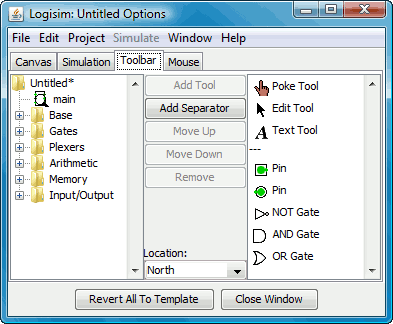 Logisim: Untitled Options
File Edit Project Simulate Window Help
Canvas Simulation Toolbar Mouse
Untitled*
main
Base
Gates
Plexers
Arithmetic
Memory
Input/Output
Add Tool
Add Separator
Move Up
Move Down
Remove
Location:
North
Poke Tool
Edit Tool
A Text Tool
---
Pin
Pin
NOT Gate
AND Gate
OR Gate
Revert All To Template Close Window